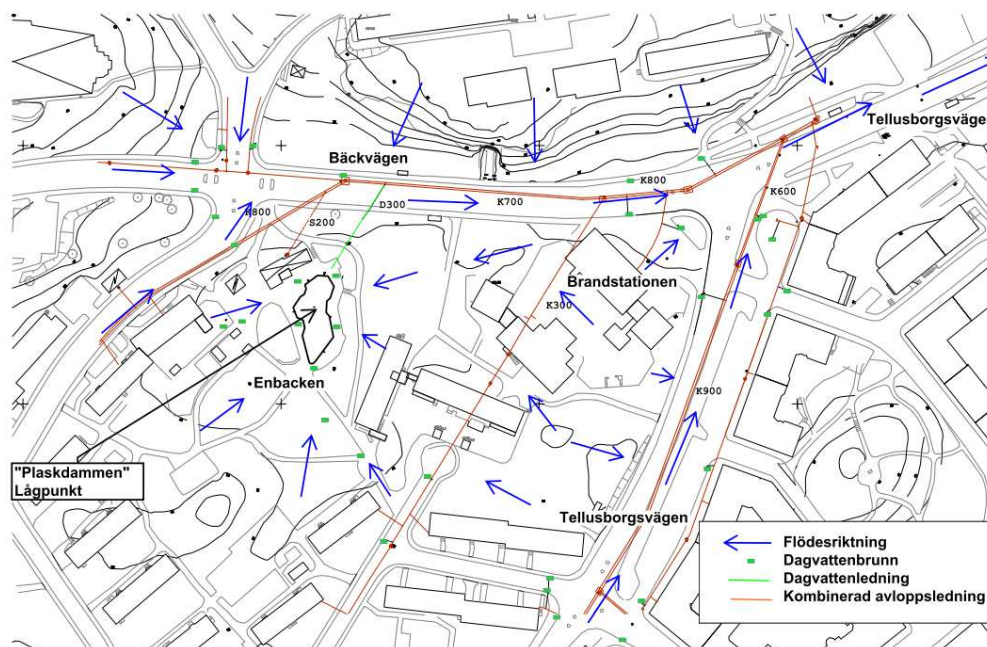 Tellusborgsvägen
Bäckvägen
K800
K600
K700
D300
K800
S200
Brandstationen
K300
Enbacken
K900
"Plaskdammen"
Lågpunkt
Tellusborgsvägen
Flödesriktning
Dagvattenbrunn
Dagvattenledning
Kombinerad avloppsledning